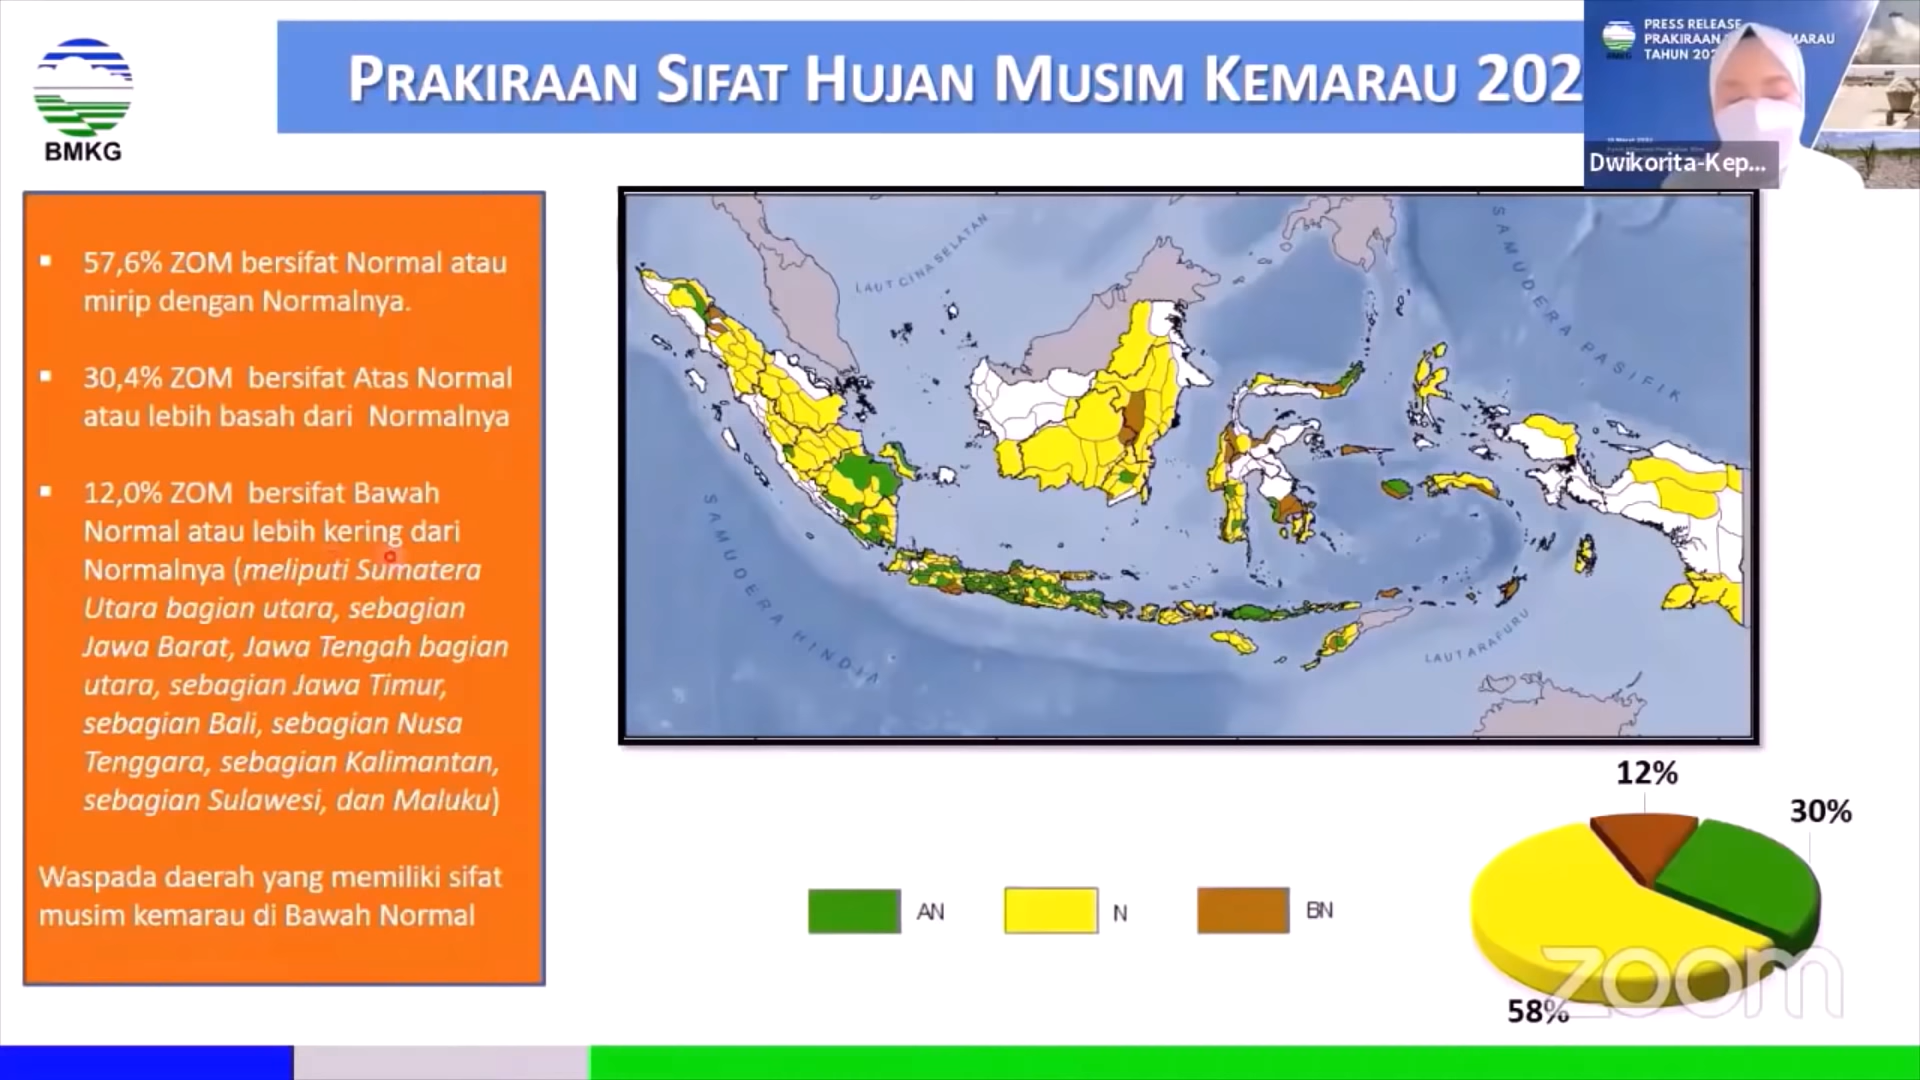 BMKG
PRAKIRAAN SIFAT HUJAN MUSIM KEMARAU 202
PRESS RELEASE
PRAKIRAAN
TAHUN 202
Dwikorita-Kep...
57,6% ZOM bersifat Normal atau
mirip dengan Normalnya.
30,4% ZOM bersifat Atas Normal
atau lebih basah dari Normalnya
12,0% ZOM bersifat Bawah
Normal atau lebih kering dari
Normalnya (meliputi Sumatera
Utara bagian utara, sebagian
Jawa Barat, Jawa Tengah bagian
utara, sebagian Jawa Timur,
sebagian Bali, sebagian Nusa
Tenggara, sebagian Kalimantan,
sebagian Sulawesi, dan Maluku)
Waspada daerah yang memiliki sifat
musim kemarau di Bawah Normal
LAUT CINA SELATAN
SAMUDERA PASIFIK
SAMUDERA HINDIA
LAUT ARAFURU
AN
N
BN
12%
30%
58%
zoom